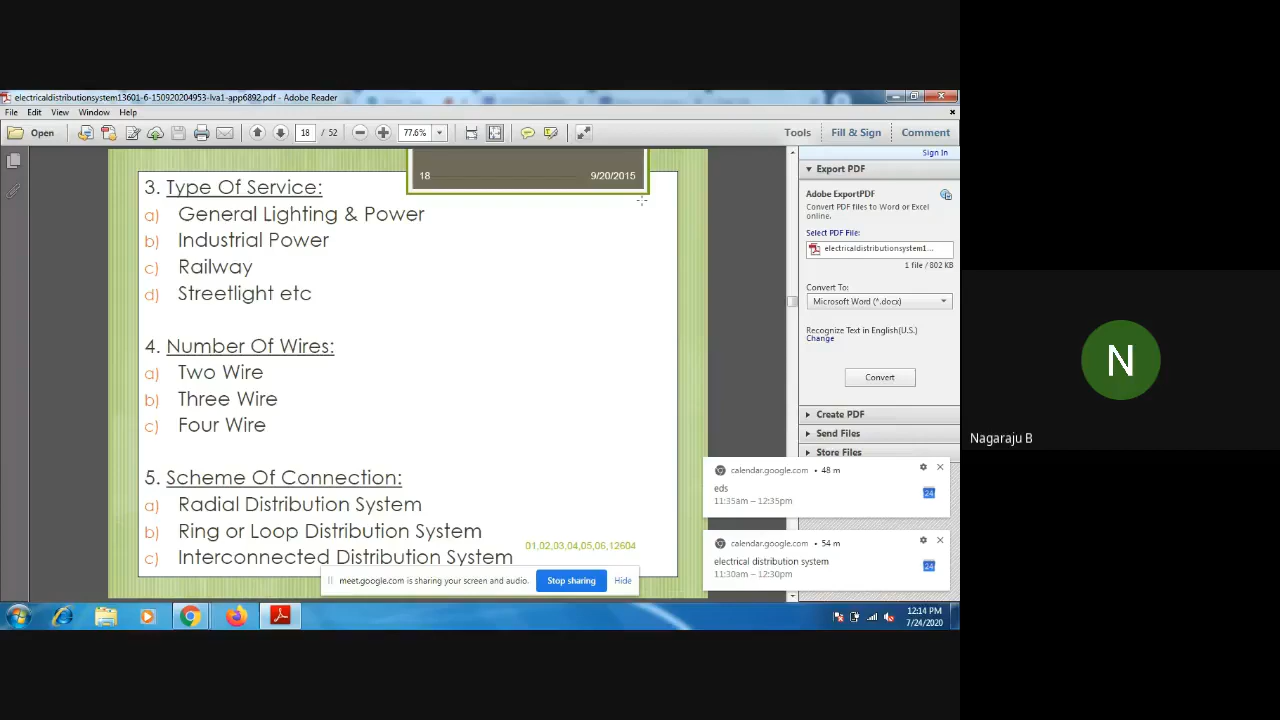 electricaldistributionsystem13601-6-150920204953-lva1-app6892.pdf - Adobe Reader
File Edit View Window Help
Open 18 / 52 77.6% Tools Fill & Sign Comment
Sign In
18 9/20/2015
3. Type Of Service:
a) General Lighting & Power
b) Industrial Power
c) Railway
d) Streetlight etc
4. Number Of Wires:
a) Two Wire
b) Three Wire
c) Four Wire
5. Scheme Of Connection:
a) Radial Distribution System
b) Ring or Loop Distribution System
c) Interconnected Distribution System
01,02,03,04,05,06,12604
Export PDF
Adobe ExportPDF
Convert PDF files to Word or Excel
online.
Select PDF File:
electricaldistributionsystem1...
1 file / 802 KB
Convert To:
Microsoft Word (*.docx)
Recognize Text in English(U.S.)
Change
Convert
Create PDF
Send Files
Store Files
calendar.google.com • 48 m
eds
11:35am – 12:35pm
24
calendar.google.com • 54 m
electrical distribution system
11:30am – 12:30pm
24
meet.google.com is sharing your screen and audio. Stop sharing Hide
12:14 PM
7/24/2020
N
Nagaraju B